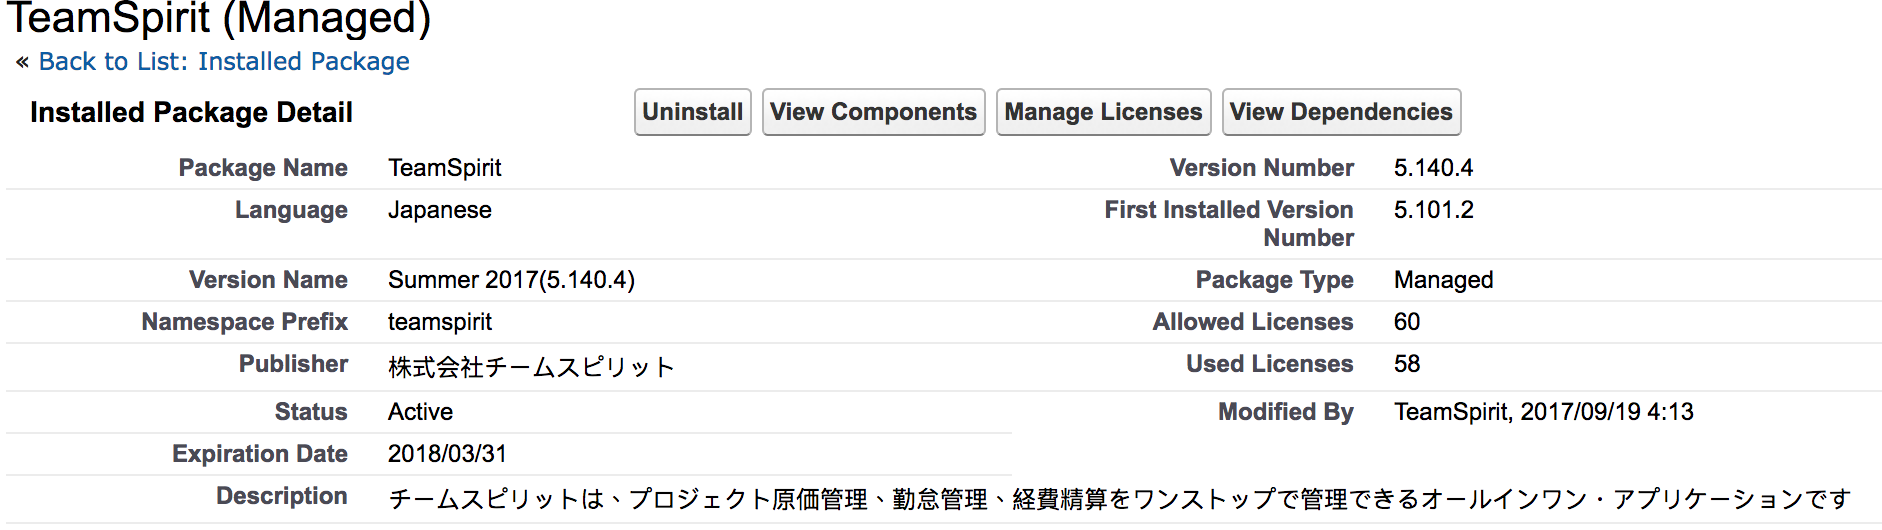 TeamSpirit (Managed)
« Back to List: Installed Package
Installed Package Detail Uninstall View Components Manage Licenses View Dependencies
Package Name TeamSpirit Version Number 5.140.4
Language Japanese First Installed Version Number 5.101.2
Version Name Summer 2017(5.140.4) Package Type Managed
Namespace Prefix teamspirit Allowed Licenses 60
Publisher 株式会社チームスピリット Used Licenses 58
Status Active Modified By TeamSpirit, 2017/09/19 4:13
Expiration Date 2018/03/31
Description チームスピリットは、プロジェクト原価管理、勤怠管理、経費精算をワンストップで管理できるオールインワン・アプリケーションです